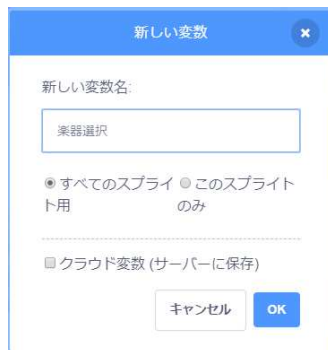 新しい変数
新しい変数名:
楽器選択
すべてのスプライ このスプライト
ト用 のみ
クラウド変数 (サーバーに保存)
キャンセル OK